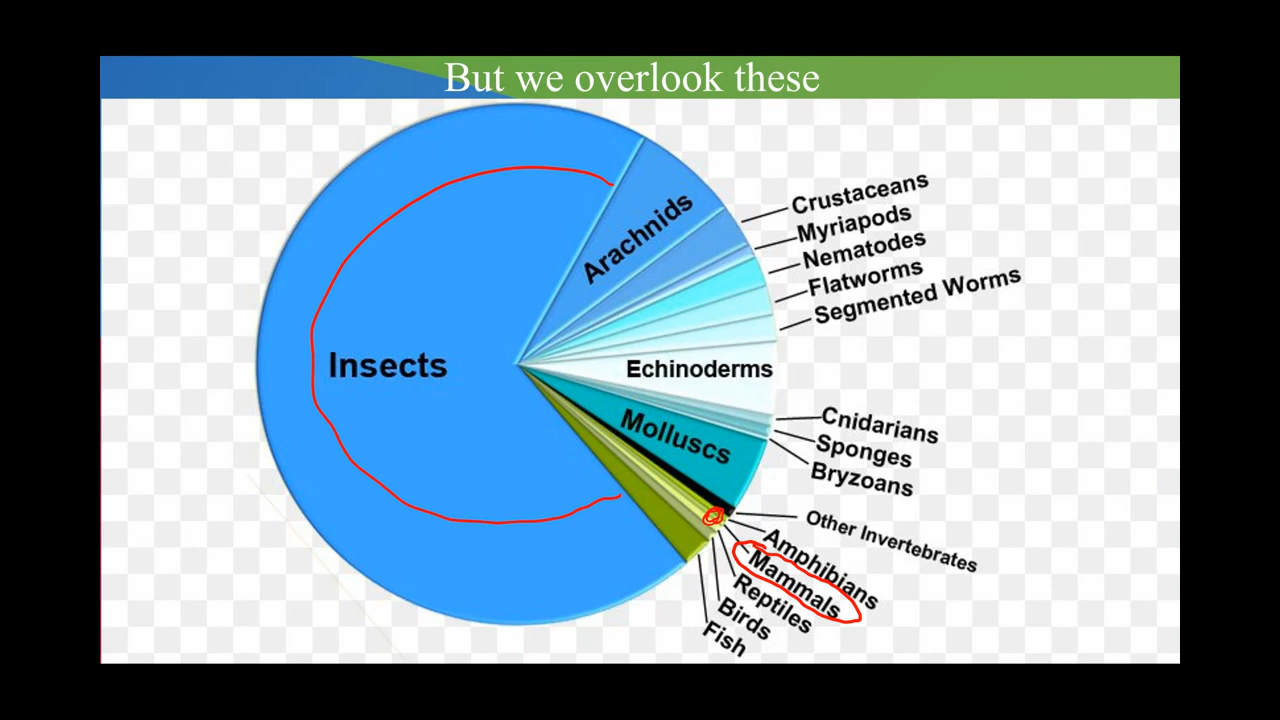 But we overlook these
Crustaceans
Myriapods
Nematodes
Flatworms
Segmented Worms
Arachnids
Insects
Echinoderms
Molluscs
Cnidarians
Sponges
Bryzoans
Other Invertebrates
Amphibians
Mammals
Reptiles
Birds
Fish